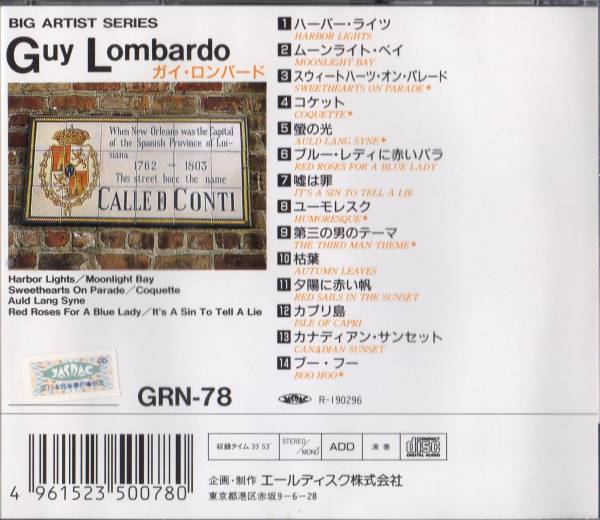 BIG ARTIST SERIES
Guy Lombardo
ガイ・ロンバード
When New Orleans was the Capital
of the Spanish Province of Lui-
siana
1762 — 1803
This street bore the name
CALLE D CONTI
Harbor Lights／Moonlight Bay
Sweethearts On Parade／Coquette
Auld Lang Syne
Red Roses For A Blue Lady／It's A Sin To Tell A Lie
JASRAC
GRN-78
1 ハーバー・ライツ
HARBOR LIGHTS
2 ムーンライト・ベイ
MOONLIGHT BAY
3 スウィートハーツ・オン・パレード
SWEETHEARTS ON PARADE*
4 コケット
COQUETTE*
5 螢の光
AULD LANG SYNE*
6 ブルー・レディに赤いバラ
RED ROSES FOR A BLUE LADY
7 嘘は罪
IT'S A SIN TO TELL A LIE
8 ユーモレスク
HUMORESQUE*
9 第三の男のテーマ
THE THIRD MAN THEME*
10 枯葉
AUTUMN LEAVES
11 夕陽に赤い帆
RED SAILS IN THE SUNSET
12 カプリ島
ISLE OF CAPRI
13 カナディアン・サンセット
CANADIAN SUNSET
14 ブー・フー
BOO HOO*
JASRAC R-190296
収録タイム 33'53" STEREO/MONO ADD 演奏 COMPACT disc DIGITAL AUDIO
企画・制作 エールディスク株式会社
東京都港区赤坂9-6-28
4 961523 500780